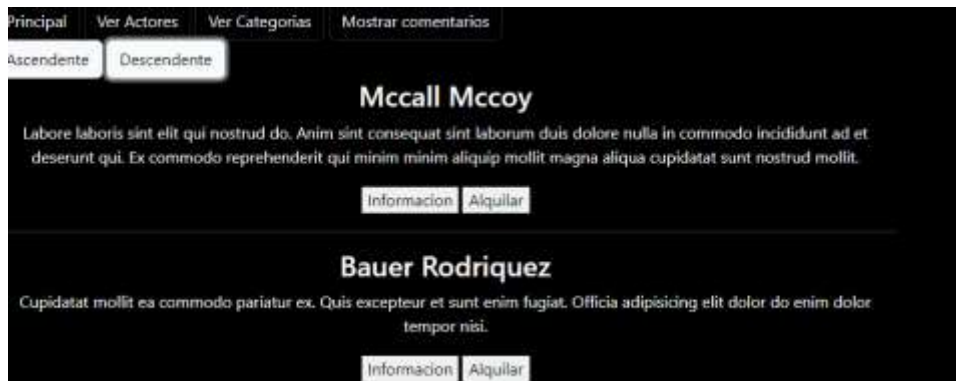 Principal Ver Actores Ver Categorias Mostrar comentarios
Ascendente Descendente
Mccall Mccoy
Labore laboris sint elit qui nostrud do. Anim sint consequat sint laborum duis dolore nulla in commodo incididunt ad et
deserunt qui. Ex commodo reprehenderit qui minim minim aliquip mollit magna aliqua cupidatat sunt nostrud mollit.
Informacion Alquilar
Bauer Rodriquez
Cupidatat mollit ea commodo pariatur ex. Quis excepteur et sunt enim fugiat. Officia adipisicing elit dolor do enim dolor
tempor nisi.
Informacion Alquilar